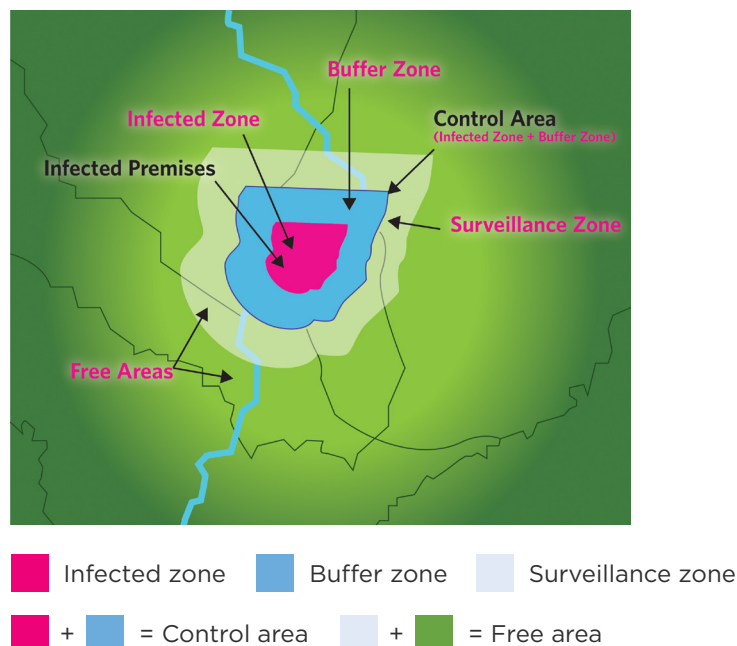 Buffer Zone
Infected Zone
Control Area
(Infected Zone + Buffer Zone)
Infected Premises
Surveillance Zone
Free Areas
Infected zone
Buffer zone
Surveillance zone
+ = Control area
+ = Free area